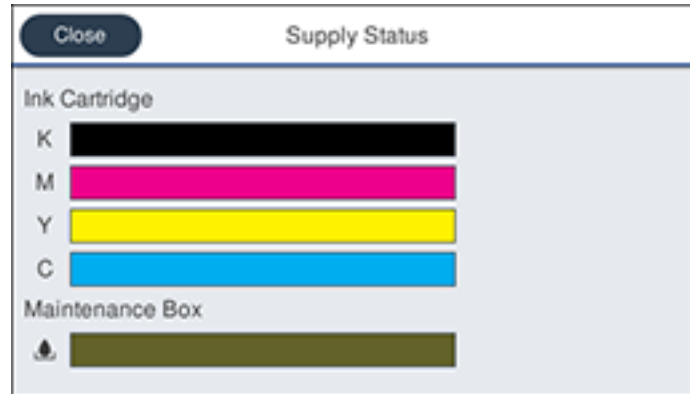 Close
Supply Status
Ink Cartridge
K
M
Y
C
Maintenance Box